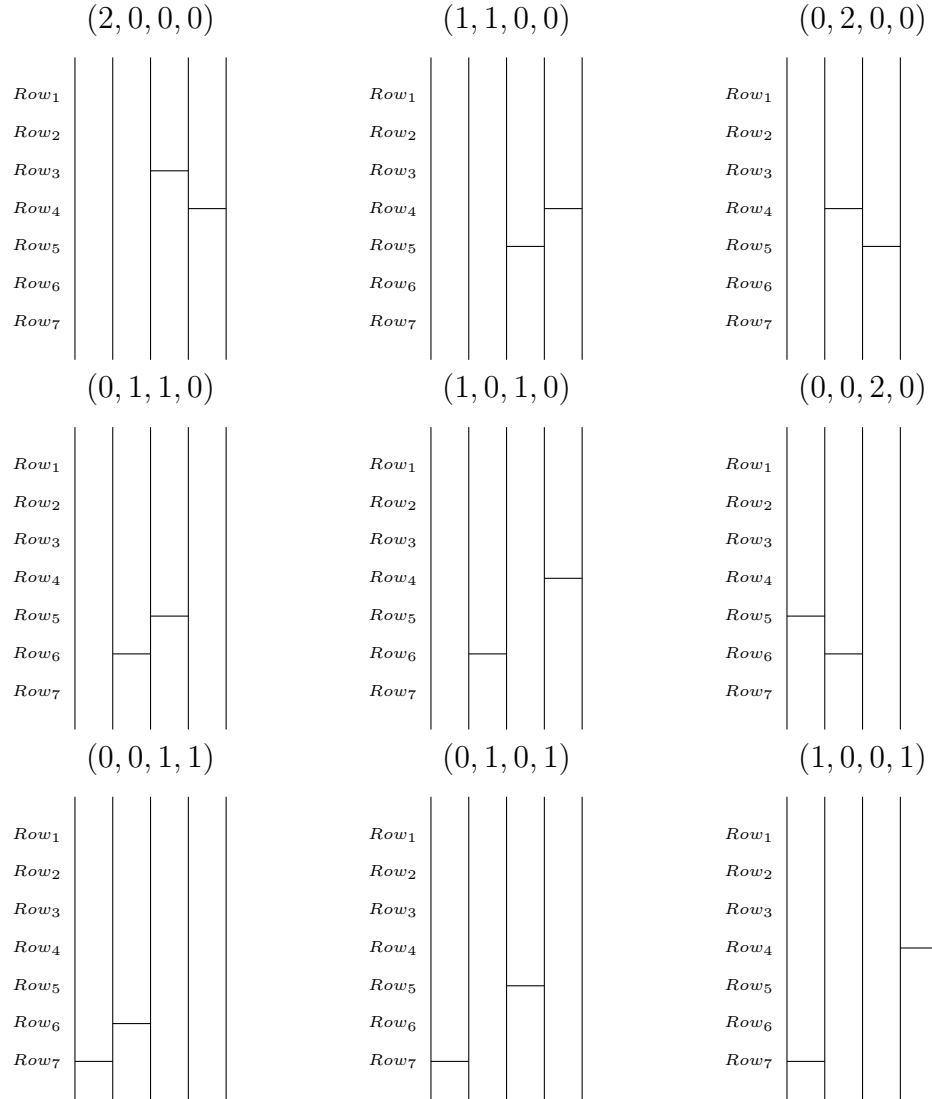 (2, 0, 0, 0) (1, 1, 0, 0) (0, 2, 0, 0)
Row₁ Row₁ Row₁
Row₂ Row₂ Row₂
Row₃ Row₃ Row₃
Row₄ Row₄ Row₄
Row₅ Row₅ Row₅
Row₆ Row₆ Row₆
Row₇ Row₇ Row₇
(0, 1, 1, 0) (1, 0, 1, 0) (0, 0, 2, 0)
Row₁ Row₁ Row₁
Row₂ Row₂ Row₂
Row₃ Row₃ Row₃
Row₄ Row₄ Row₄
Row₅ Row₅ Row₅
Row₆ Row₆ Row₆
Row₇ Row₇ Row₇
(0, 0, 1, 1) (0, 1, 0, 1) (1, 0, 0, 1)
Row₁ Row₁ Row₁
Row₂ Row₂ Row₂
Row₃ Row₃ Row₃
Row₄ Row₄ Row₄
Row₅ Row₅ Row₅
Row₆ Row₆ Row₆
Row₇ Row₇ Row₇